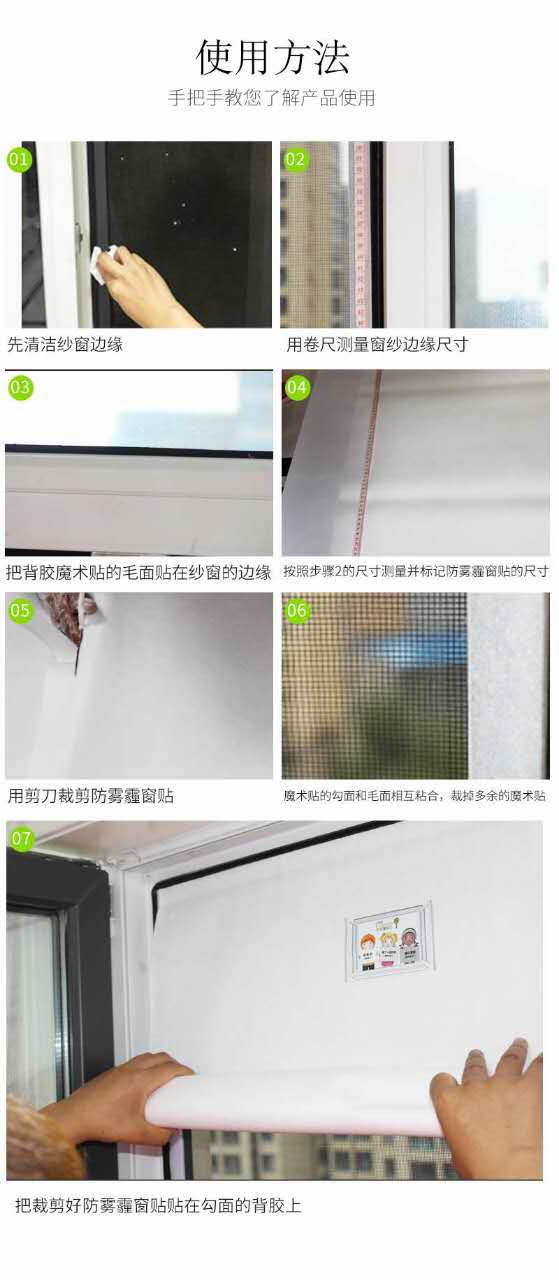 使用方法
手把手教您了解产品使用
01
02
先清洁纱窗边缘
用卷尺测量窗纱边缘尺寸
03
04
把背胶魔术贴的毛面贴在纱窗的边缘
按照步骤2的尺寸测量并标记防雾霾窗贴的尺寸
05
06
用剪刀裁剪防雾霾窗贴
魔术贴的勾面和毛面相互粘合，裁掉多余的魔术贴
07
把裁剪好防雾霾窗贴贴在勾面的背胶上